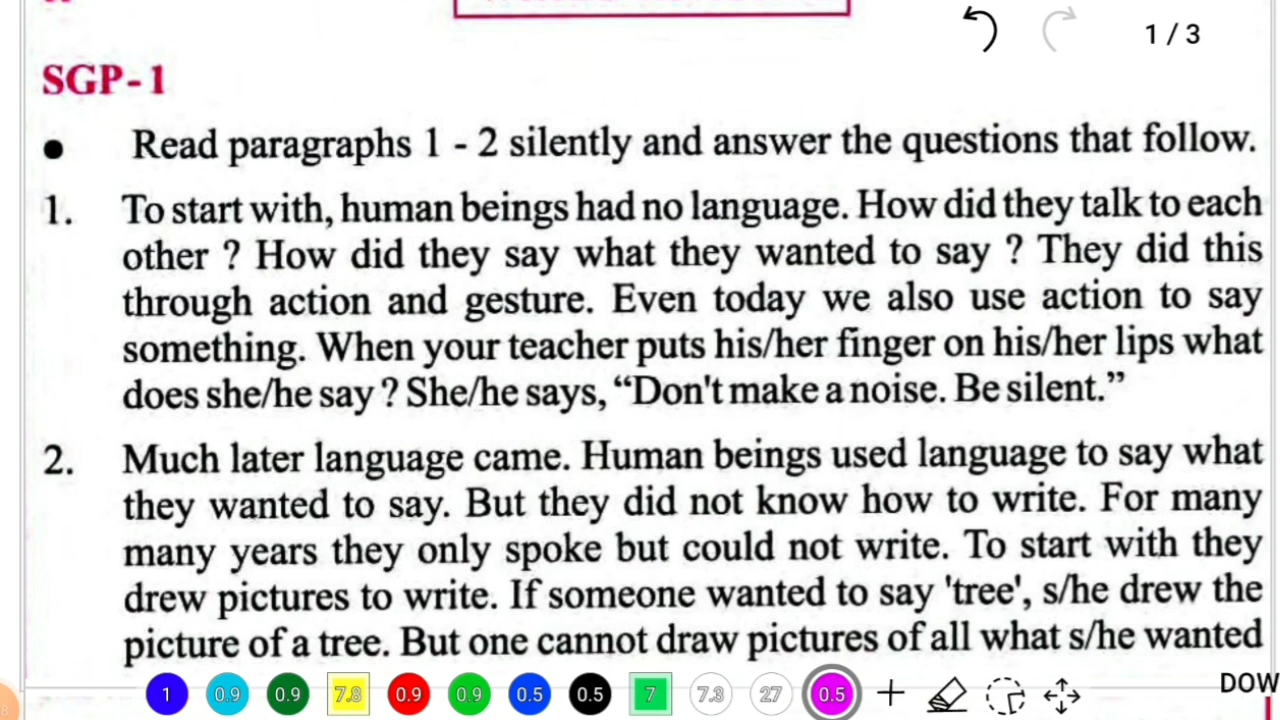 1 / 3
SGP - 1
• Read paragraphs 1 - 2 silently and answer the questions that follow.
1. To start with, human beings had no language. How did they talk to each
other ? How did they say what they wanted to say ? They did this
through action and gesture. Even today we also use action to say
something. When your teacher puts his/her finger on his/her lips what
does she/he say ? She/he says, “Don't make a noise. Be silent.”
2. Much later language came. Human beings used language to say what
they wanted to say. But they did not know how to write. For many
many years they only spoke but could not write. To start with they
drew pictures to write. If someone wanted to say 'tree', s/he drew the
picture of a tree. But one cannot draw pictures of all what s/he wanted
1 0.9 0.9 7.8 0.9 0.9 0.5 0.5 7 7.3 27 0.5
DOW